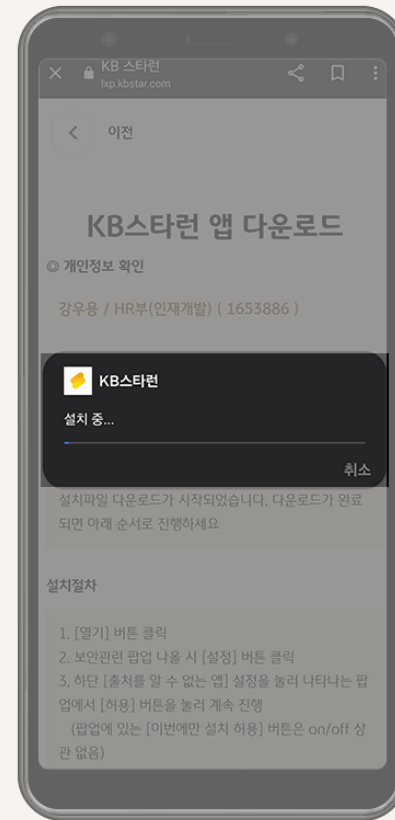 KB 스타런
lxp.kbstar.com
이전
KB스타런 앱 다운로드
◎ 개인정보 확인
강우용 / HR부(인재개발) ( 1653886 )
KB스타런
설치 중...
취소
설치파일 다운로드가 시작되었습니다. 다운로드가 완료
되면 아래 순서로 진행하세요
설치절차
1. [열기] 버튼 클릭
2. 보안관련 팝업 나올 시 [설정] 버튼 클릭
3. 하단 [출처를 알 수 없는 앱] 설정을 눌러 나타나는 팝
업에서 [허용] 버튼을 눌러 계속 진행
(팝업에 있는 [이번에만 설치 허용] 버튼은 on/off 상
관 없음)